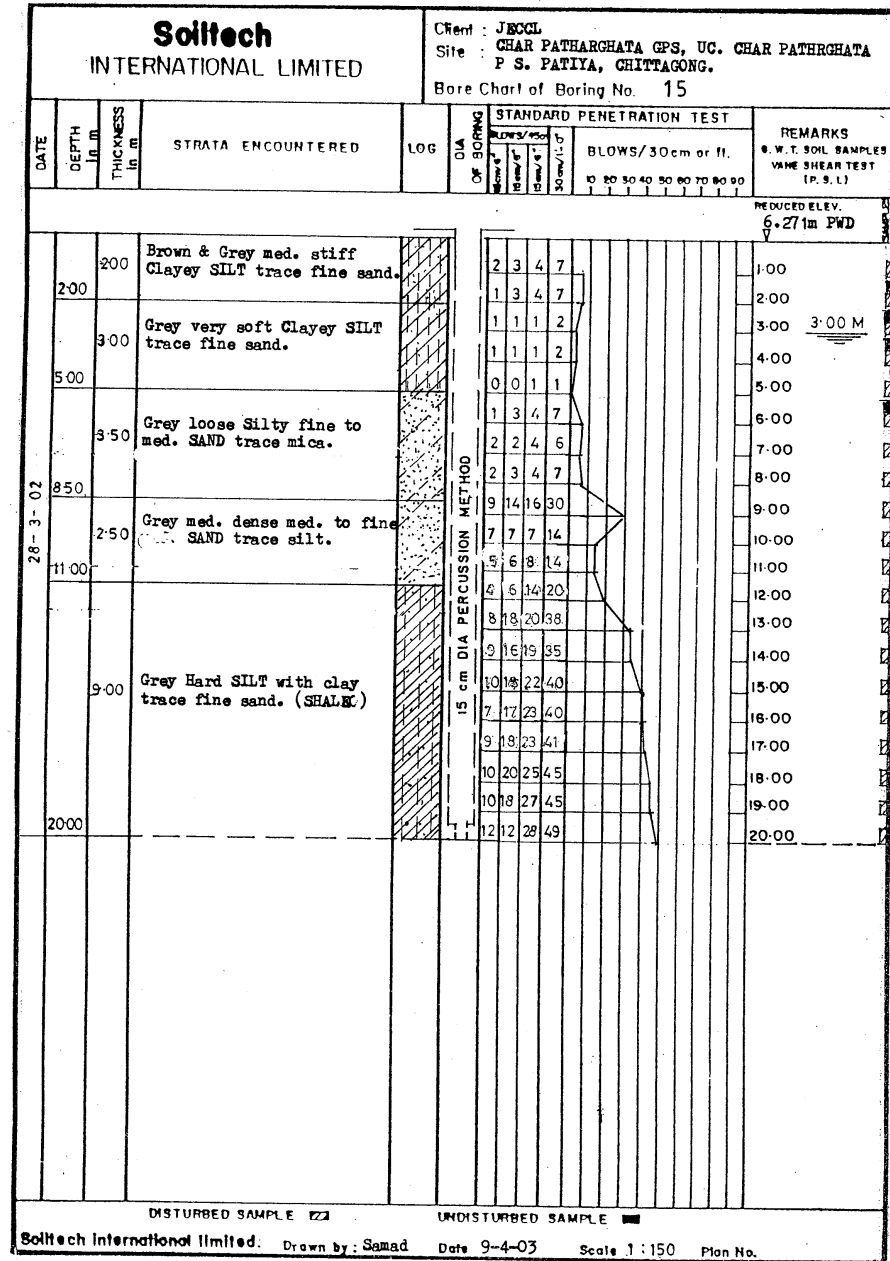 Soiltech
INTERNATIONAL LIMITED
Client : JECCL
Site : CHAR PATHARGHATA GPS, UC. CHAR PATHRGHATA
P S. PATIYA, CHITTAGONG.
Bore Chart of Boring No. 15
DATE
DEPTH In m
THICKNESS In m
STRATA ENCOUNTERED
LOG
DIA OF BORING
STANDARD PENETRATION TEST
15cm/6" 15cm/6" 30cm/1'-0"
BLOWS/30cm or ft.
10 20 30 40 50 60 70 80 90
REMARKS
G.W.T. SOIL SAMPLES
VANE SHEAR TEST
(P.S.I.)
REDUCED ELEV.
6.271m PWD
28-3-02
15 cm DIA PERCUSSION METHOD
2.00 Brown & Grey med. stiff
Clayey SILT trace fine sand.
2.00
3.00 Grey very soft Clayey SILT
trace fine sand.
5.00
3.50 Grey loose Silty fine to
med. SAND trace mica.
8.50
2.50 Grey med. dense med. to fine
SAND trace silt.
11.00
9.00 Grey Hard SILT with clay
trace fine sand.
20.00
2 3 4 7 1.00
1 3 4 7 2.00
1 1 1 2 3.00 3.00 M
1 1 1 2 4.00
0 0 1 1 5.00
1 3 4 7 6.00
2 2 4 6 7.00
2 3 4 7 8.00
9 14 16 30 9.00
7 7 7 14 10.00
5 6 8 14 11.00
6 14 20 12.00
8 18 20 38 13.00
9 16 19 35 14.00
10 18 22 40 15.00
7 17 23 40 16.00
9 18 23 41 17.00
10 20 25 45 18.00
10 18 27 45 19.00
12 12 28 49 20.00
DISTURBED SAMPLE
UNDISTURBED SAMPLE
Soiltech international limited. Drawn by : Samad Date 9-4-03 Scale 1 : 150 Plan No.